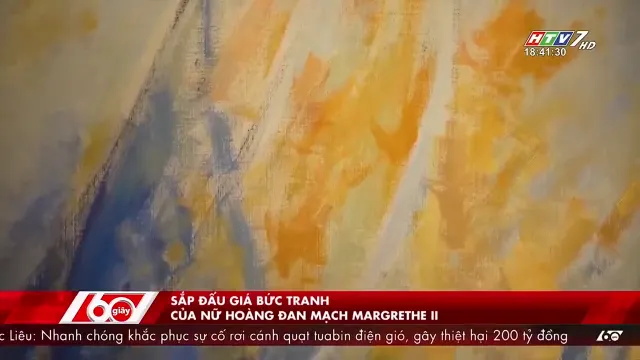 HTV7 HD
18:41:30
60 giây
SẮP ĐẤU GIÁ BỨC TRANH
CỦA NỮ HOÀNG ĐAN MẠCH MARGRETHE II
c Liêu: Nhanh chóng khắc phục sự cố rơi cánh quạt tuabin điện gió, gây thiệt hại 200 tỷ đồng
60